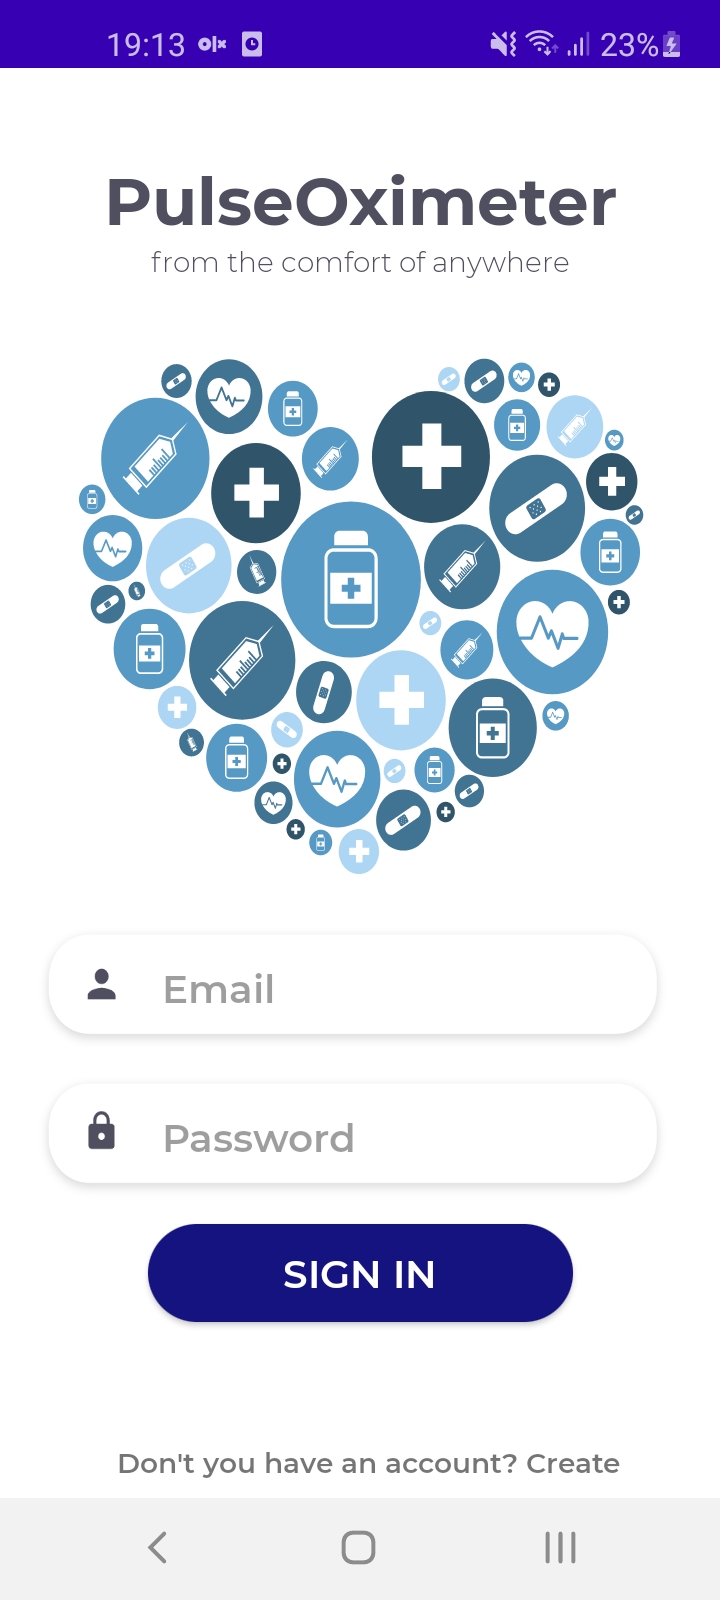 19:13 olx 23%
PulseOximeter
from the comfort of anywhere
Email
Password
SIGN IN
Don't you have an account? Create